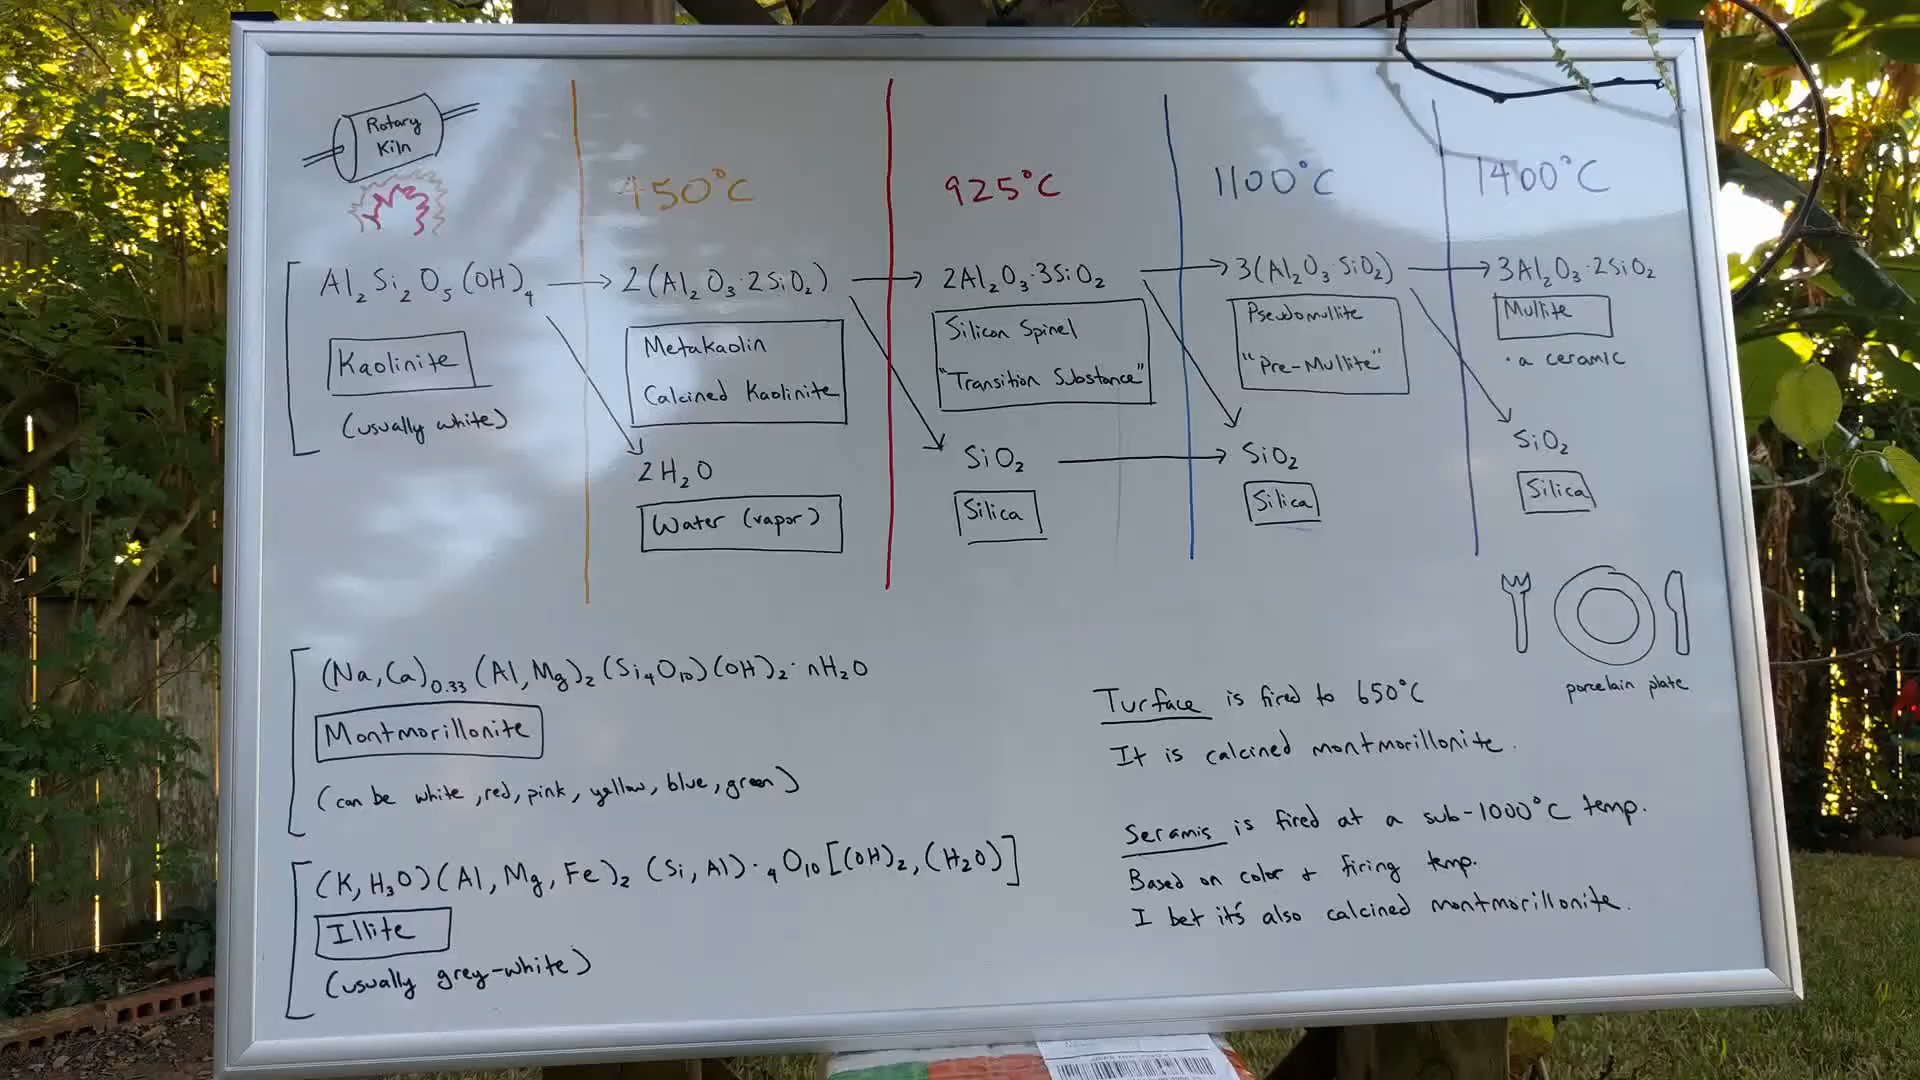 Rotary
Kiln
450°C
925°C
1100°C
1400°C
Al₂Si₂O₅(OH)₄ → 2(Al₂O₃·2SiO₂) → 2Al₂O₃·3SiO₂ → 3(Al₂O₃·SiO₂) → 3Al₂O₃·2SiO₂
Kaolinite
(usually white)
Metakaolin
Calcined Kaolinite
2H₂O
Water (vapor)
Silicon Spinel
"Transition Substance"
SiO₂ → SiO₂
Silica
Pseudomullite
"Pre-Mullite"
Silica
Mullite
· a ceramic
SiO₂
Silica
porcelain plate
(Na,Ca)₀.₃₃(Al,Mg)₂(Si₄O₁₀)(OH)₂·nH₂O
Montmorillonite
(can be white, red, pink, yellow, blue, green)
(K,H₃O)(Al,Mg,Fe)₂(Si,Al)·₄O₁₀[(OH)₂,(H₂O)]
Illite
(usually grey-white)
Turface is fired to 650°C
It is calcined montmorillonite.
Seramis is fired at a sub-1000°C temp.
Based on color + firing temp.
I bet it's also calcined montmorillonite.